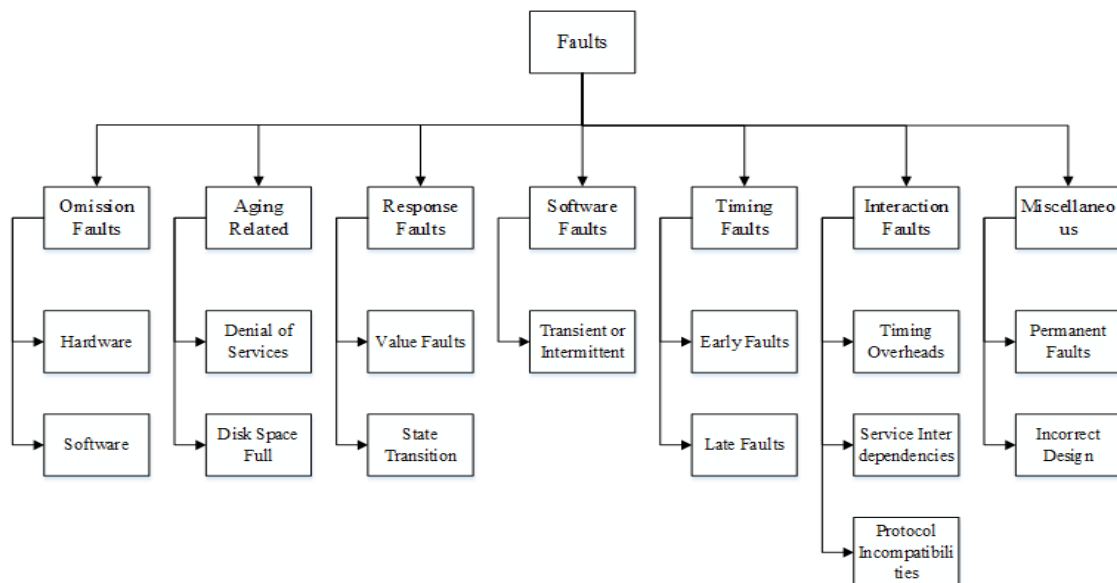 Faults
Omission
Faults
Aging
Related
Response
Faults
Software
Faults
Timing
Faults
Interaction
Faults
Miscellaneo
us
Hardware
Denial of
Services
Value Faults
Transient or
Intermittent
Early Faults
Timing
Overheads
Permanent
Faults
Software
Disk Space
Full
State
Transition
Late Faults
Service Inter
dependencies
Incorrect
Design
Protocol
Incompatibili
ties